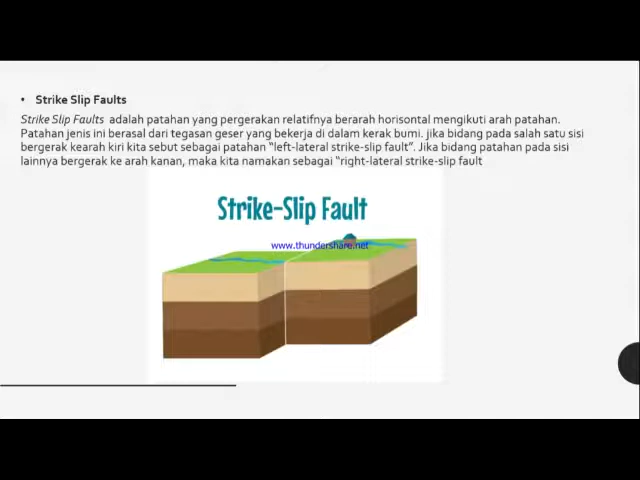 • Strike Slip Faults
Strike Slip Faults adalah patahan yang pergerakan relatifnya berarah horisontal mengikuti arah patahan.
Patahan jenis ini berasal dari tegasan geser yang bekerja di dalam kerak bumi. jika bidang pada salah satu sisi
bergerak kearah kiri kita sebut sebagai patahan "left-lateral strike-slip fault". Jika bidang patahan pada sisi
lainnya bergerak ke arah kanan, maka kita namakan sebagai "right-lateral strike-slip fault
Strike-Slip Fault
www.thundershare.net